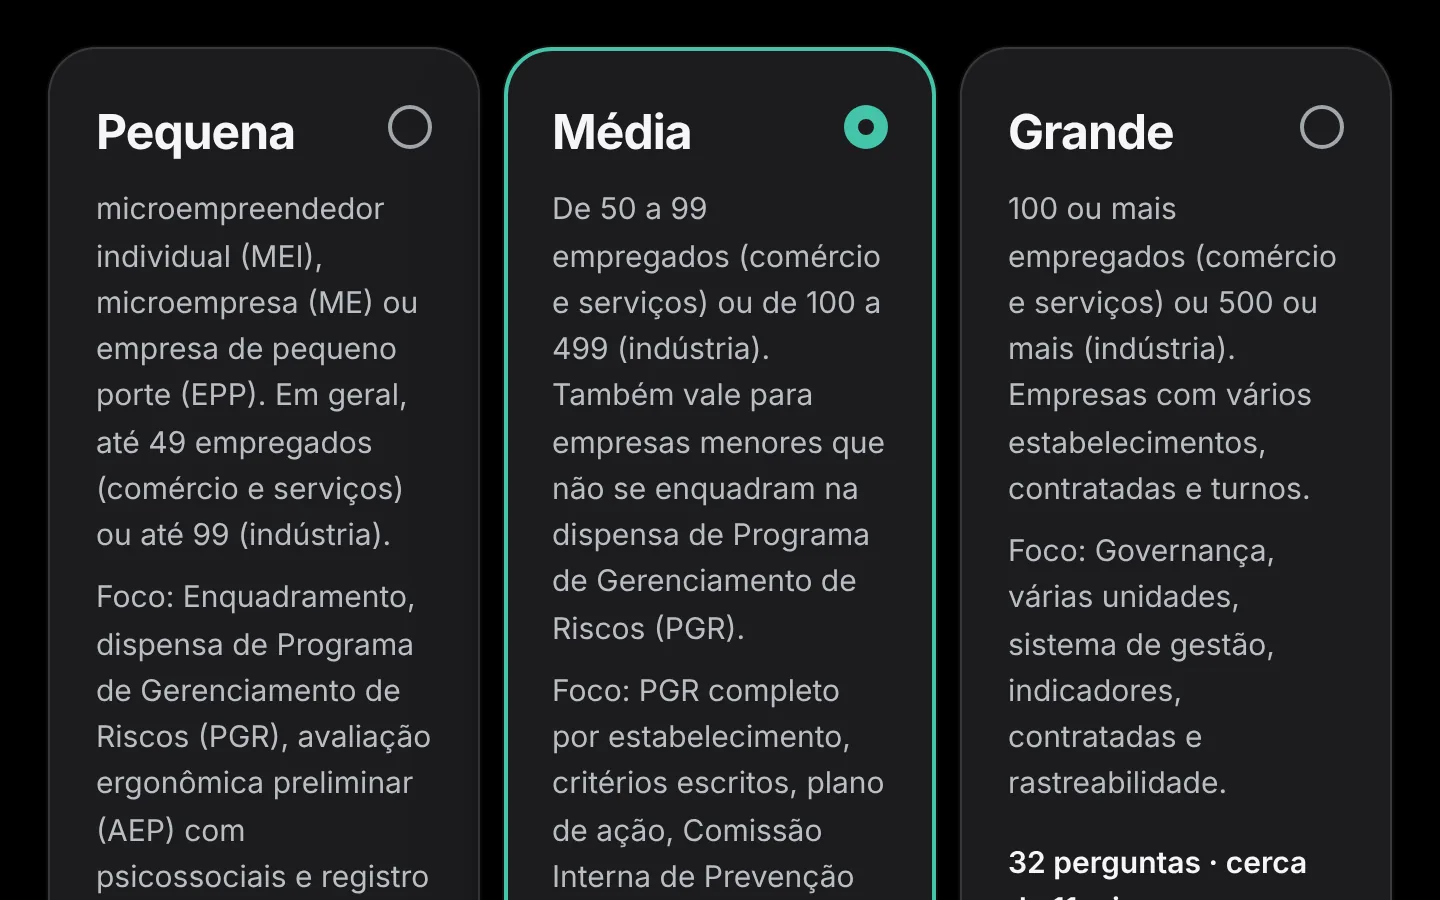 Pequena
microempreendedor
individual (MEI),
microempresa (ME) ou
empresa de pequeno
porte (EPP). Em geral,
até 49 empregados
(comércio e serviços)
ou até 99 (indústria).
Foco: Enquadramento,
dispensa de Programa
de Gerenciamento de
Riscos (PGR), avaliação
ergonômica preliminar
(AEP) com
psicossociais e registro
Média
De 50 a 99
empregados (comércio
e serviços) ou de 100 a
499 (indústria).
Também vale para
empresas menores que
não se enquadram na
dispensa de Programa
de Gerenciamento de
Riscos (PGR).
Foco: PGR completo
por estabelecimento,
critérios escritos, plano
de ação, Comissão
Interna de Prevenção
Grande
100 ou mais
empregados (comércio
e serviços) ou 500 ou
mais (indústria).
Empresas com vários
estabelecimentos,
contratadas e turnos.
Foco: Governança,
várias unidades,
sistema de gestão,
indicadores,
contratadas e
rastreabilidade.
32 perguntas · cerca